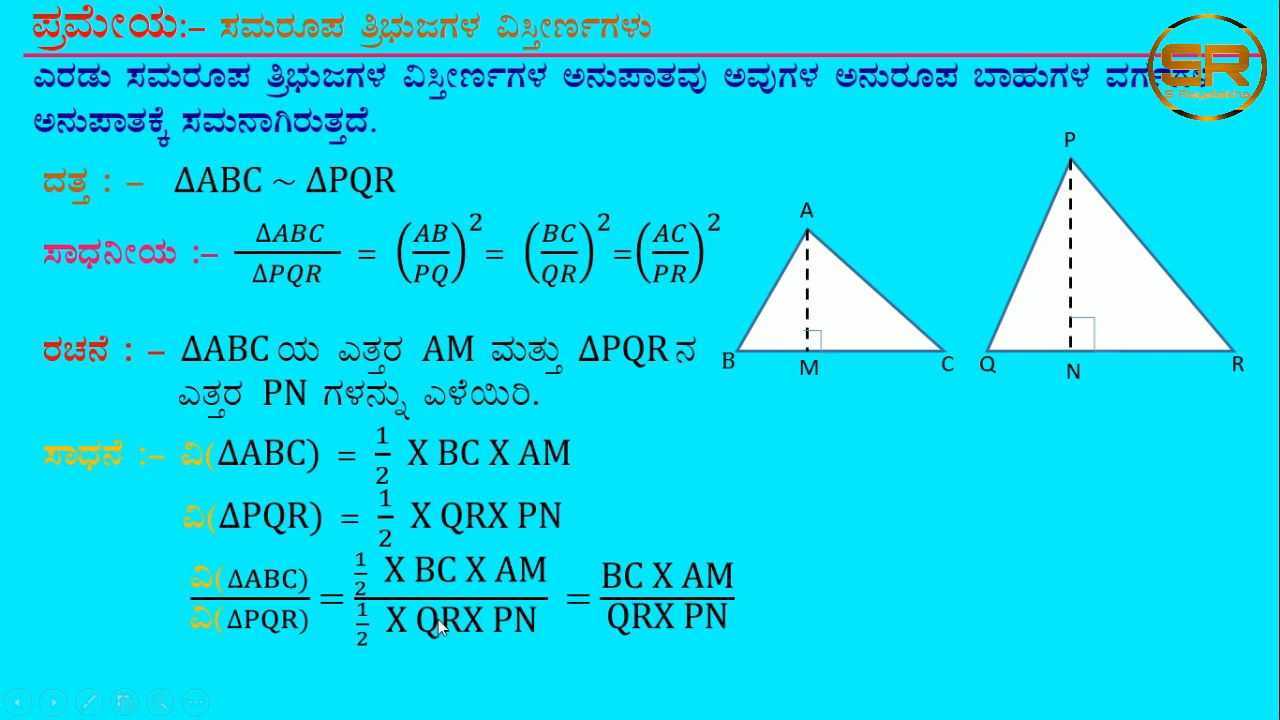 ಪ್ರಮೇಯ:– ಸಮರೂಪ ತ್ರಿಭುಜಗಳ ವಿಸ್ತೀರ್ಣಗಳು
SR
ಎರಡು ಸಮರೂಪ ತ್ರಿಭುಜಗಳ ವಿಸ್ತೀರ್ಣಗಳ ಅನುಪಾತವು ಅವುಗಳ ಅನುರೂಪ ಬಾಹುಗಳ
ಅನುಪಾತಕ್ಕೆ ಸಮನಾಗಿರುತ್ತದೆ.
ದತ್ತ : – ΔABC ~ ΔPQR
ಸಾಧನೀಯ :– ΔABC/ΔPQR = (AB/PQ)² = (BC/QR)² = (AC/PR)²
ರಚನೆ : – ΔABC ಯ ಎತ್ತರ AM ಮತ್ತು ΔPQR ನ
ಎತ್ತರ PN ಗಳನ್ನು ಎಳೆಯಿರಿ.
ಸಾಧನೆ :– ವಿ(ΔABC) = 1/2 X BC X AM
ವಿ(ΔPQR) = 1/2 X QRX PN
ವಿ(ΔABC)/ವಿ(ΔPQR) = 1/2 X BC X AM / 1/2 X QRX PN = BC X AM / QRX PN
A
B
M
C
P
Q
N
R